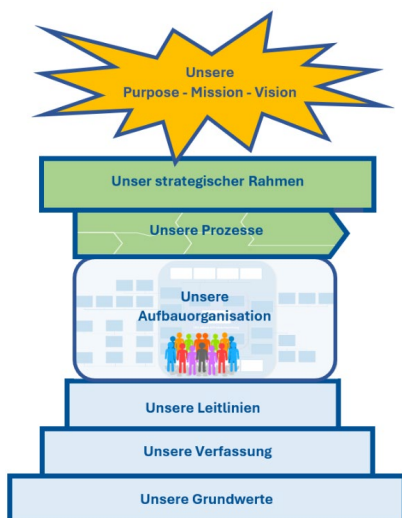 Unsere
Purpose - Mission - Vision
Unser strategischer Rahmen
Unsere Prozesse
Unsere
Aufbauorganisation
Unsere Leitlinien
Unsere Verfassung
Unsere Grundwerte